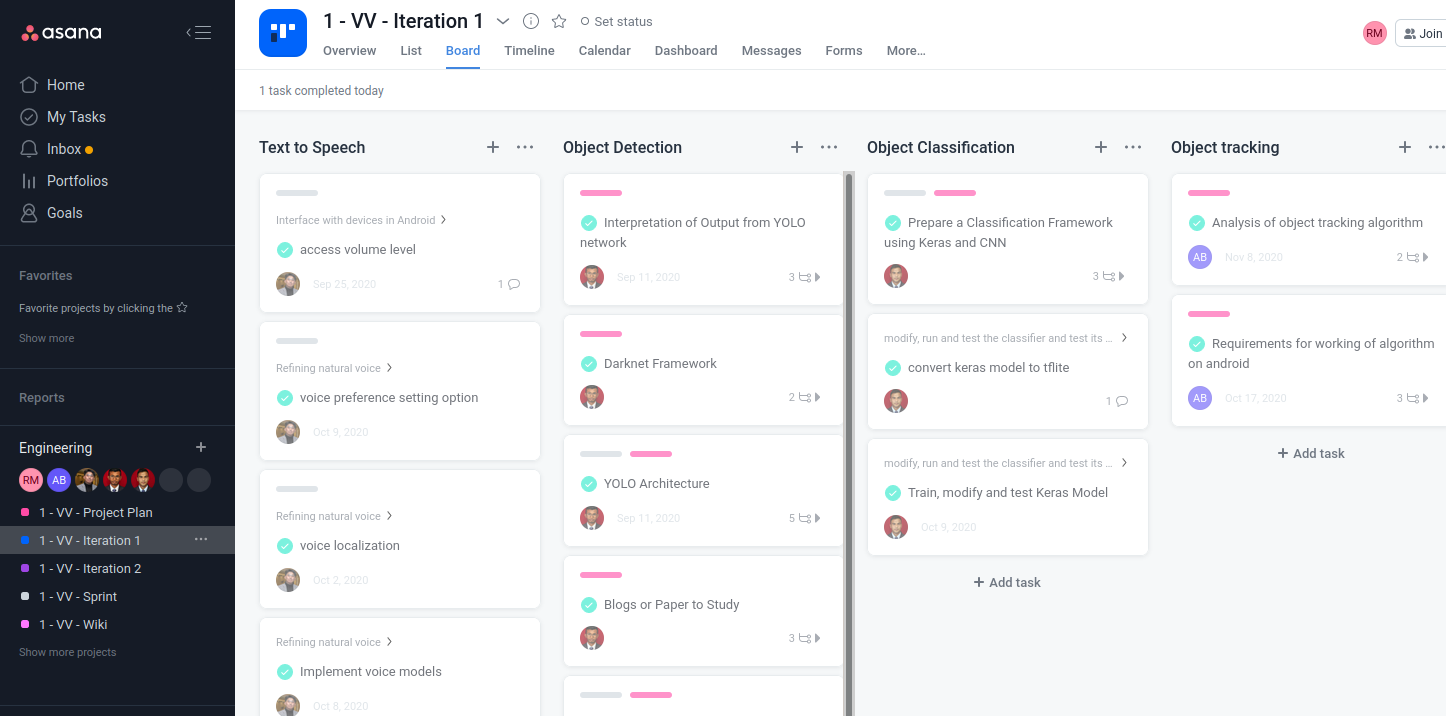 asana
Home
My Tasks
Inbox
Portfolios
Goals
Favorites
Favorite projects by clicking the
Show more
Reports
Engineering
RM AB
1 - VV - Project Plan
1 - VV - Iteration 1
1 - VV - Iteration 2
1 - VV - Sprint
1 - VV - Wiki
Show more projects
1 - VV - Iteration 1
Set status
RM
Join
Overview List Board Timeline Calendar Dashboard Messages Forms More...
1 task completed today
Text to Speech
Interface with devices in Android
access volume level
Sep 25, 2020
1
Refining natural voice
voice preference setting option
Oct 9, 2020
Refining natural voice
voice localization
Oct 2, 2020
Refining natural voice
Implement voice models
Oct 8, 2020
Object Detection
Interpretation of Output from YOLO
network
Sep 11, 2020
3
Darknet Framework
2
YOLO Architecture
Sep 11, 2020
5
Blogs or Paper to Study
3
Object Classification
Prepare a Classification Framework
using Keras and CNN
3
modify, run and test the classifier and test its ...
convert keras model to tflite
1
modify, run and test the classifier and test its ...
Train, modify and test Keras Model
Oct 9, 2020
+ Add task
Object tracking
Analysis of object tracking algorithm
AB
Nov 8, 2020
2
Requirements for working of algorithm
on android
AB
Oct 17, 2020
3
+ Add task